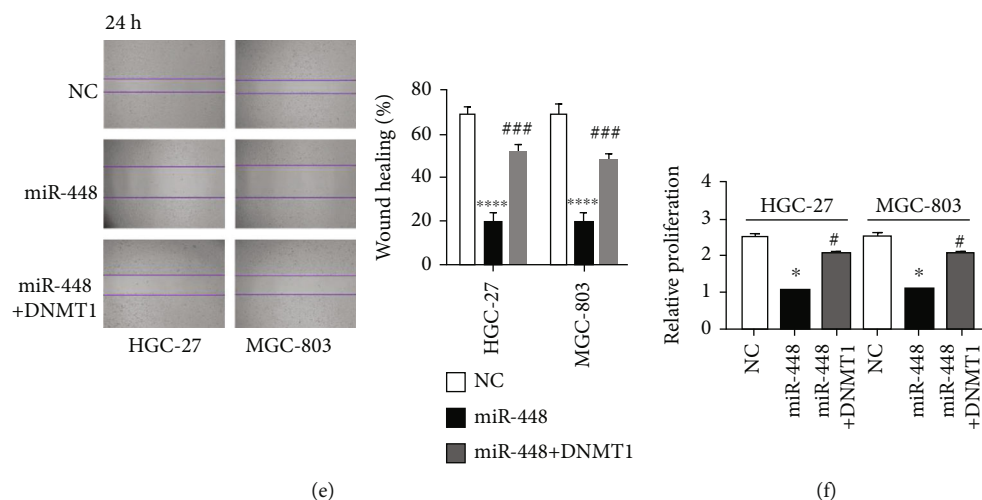 24 h
NC
miR-448
miR-448
+DNMT1
HGC-27
MGC-803
Wound healing (%)
80
60
40
20
0
****
###
****
###
HGC-27
MGC-803
NC
miR-448
miR-448+DNMT1
(e)
Relative proliferation
4
3
2
1
0
HGC-27
MGC-803
*
#
*
#
NC
miR-448
miR-448
+DNMT1
NC
miR-448
miR-448
+DNMT1
(f)